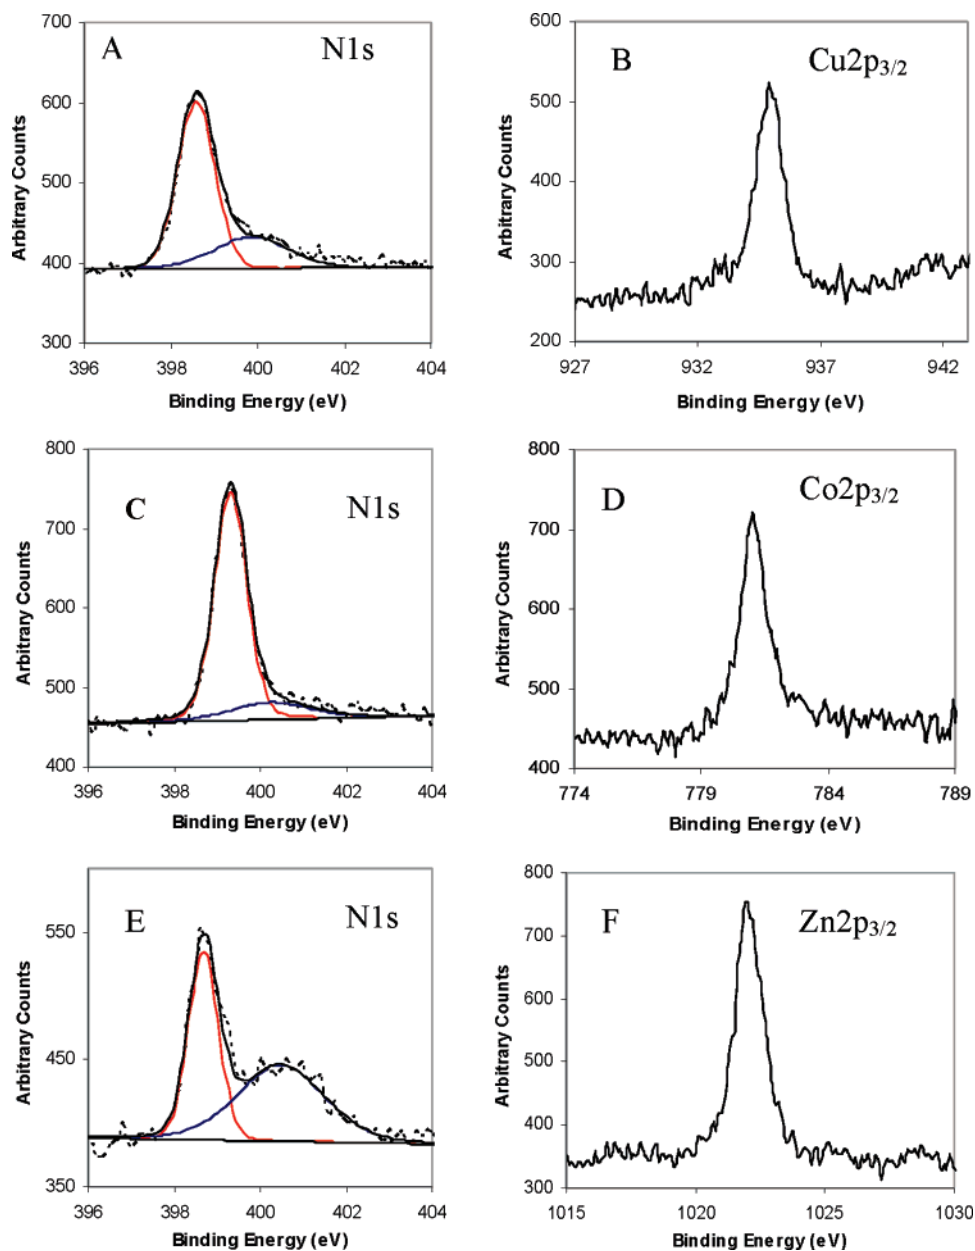 A N1s
Arbitrary Counts
700
600
500
400
300
396 398 400 402 404
Binding Energy (eV)
B Cu2p3/2
Arbitrary Counts
600
500
400
300
200
927 932 937 942
Binding Energy (eV)
C N1s
Arbitrary Counts
800
700
600
500
400
396 398 400 402 404
Binding Energy (eV)
D Co2p3/2
Arbitrary Counts
800
700
600
500
400
774 779 784 789
Binding Energy (eV)
E N1s
Arbitrary Counts
550
450
350
396 398 400 402 404
Binding Energy (eV)
F Zn2p3/2
Arbitrary Counts
800
700
600
500
400
300
1015 1020 1025 1030
Binding Energy (eV)